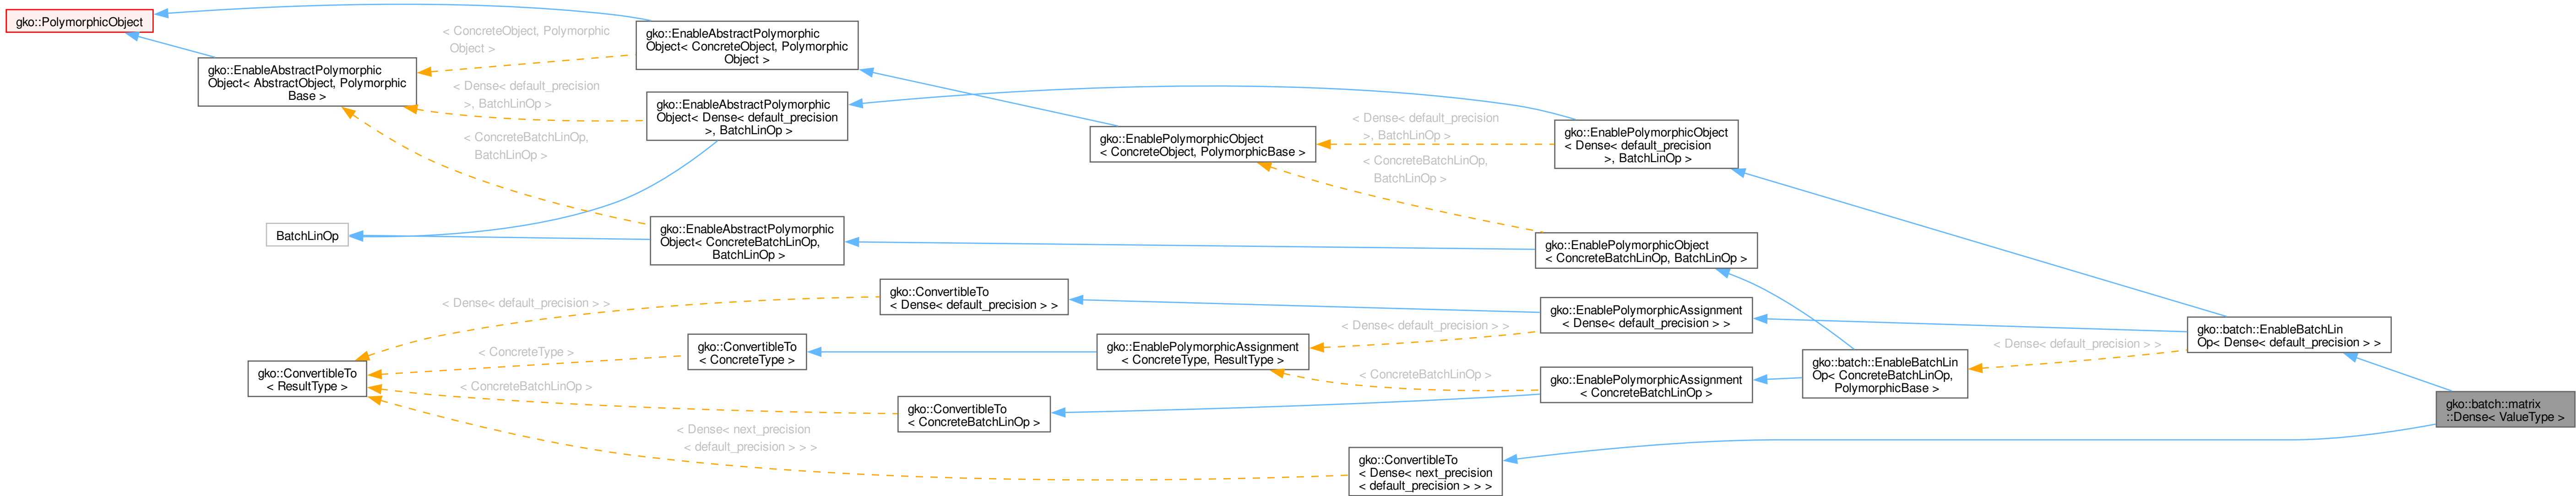 gko::PolymorphicObject
gko::EnableAbstractPolymorphic
Object< AbstractObject, Polymorphic
Base >
< ConcreteObject, Polymorphic
Object >
< Dense< default_precision
>, BatchLinOp >
< ConcreteBatchLinOp,
BatchLinOp >
gko::EnableAbstractPolymorphic
Object< ConcreteObject, Polymorphic
Object >
gko::EnableAbstractPolymorphic
Object< Dense< default_precision
>, BatchLinOp >
BatchLinOp
gko::EnableAbstractPolymorphic
Object< ConcreteBatchLinOp,
BatchLinOp >
gko::EnablePolymorphicObject
< ConcreteObject, PolymorphicBase >
< Dense< default_precision
>, BatchLinOp >
< ConcreteBatchLinOp,
BatchLinOp >
gko::EnablePolymorphicObject
< Dense< default_precision
>, BatchLinOp >
gko::EnablePolymorphicObject
< ConcreteBatchLinOp, BatchLinOp >
gko::ConvertibleTo
< ResultType >
< Dense< default_precision > >
< ConcreteType >
< ConcreteBatchLinOp >
< Dense< next_precision
< default_precision > > >
gko::ConvertibleTo
< Dense< default_precision > >
gko::ConvertibleTo
< ConcreteType >
gko::ConvertibleTo
< ConcreteBatchLinOp >
gko::EnablePolymorphicAssignment
< ConcreteType, ResultType >
< Dense< default_precision > >
< ConcreteBatchLinOp >
gko::EnablePolymorphicAssignment
< Dense< default_precision > >
gko::EnablePolymorphicAssignment
< ConcreteBatchLinOp >
gko::ConvertibleTo
< Dense< next_precision
< default_precision > > >
gko::batch::EnableBatchLin
Op< ConcreteBatchLinOp,
PolymorphicBase >
< Dense< default_precision > >
gko::batch::EnableBatchLin
Op< Dense< default_precision > >
gko::batch::matrix
::Dense< ValueType >